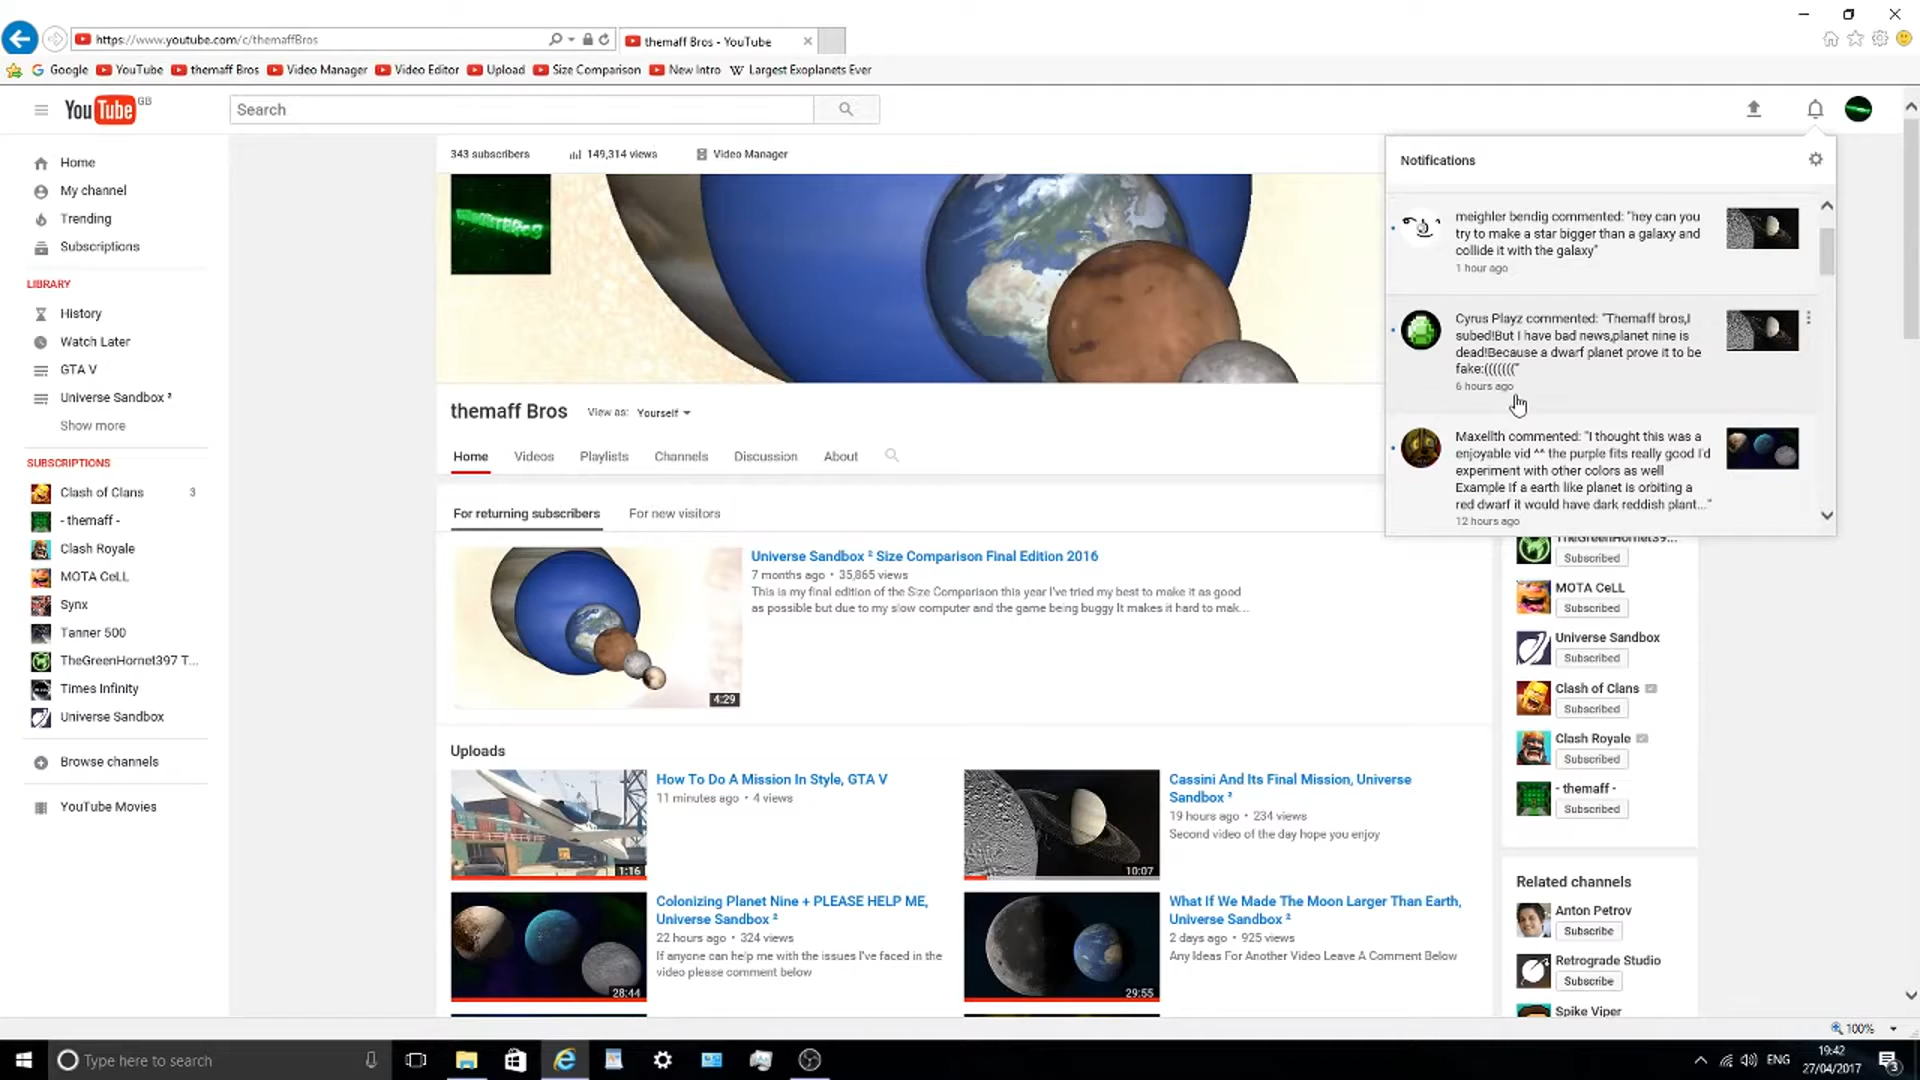 https://www.youtube.com/c/themaffBros
themaff Bros - YouTube
Google YouTube themaff Bros Video Manager Video Editor Upload Size Comparison New Intro W Largest Exoplanets Ever
YouTube GB
Search
Home
My channel
Trending
Subscriptions
LIBRARY
History
Watch Later
GTA V
Universe Sandbox ²
Show more
SUBSCRIPTIONS
Clash of Clans 3
- themaff -
Clash Royale
MOTA CeLL
Synx
Tanner 500
TheGreenHornet397 T...
Times Infinity
Universe Sandbox
Browse channels
YouTube Movies
343 subscribers 149,314 views Video Manager
themaff Bros View as: Yourself
Home Videos Playlists Channels Discussion About
For returning subscribers For new visitors
Universe Sandbox ² Size Comparison Final Edition 2016
7 months ago • 35,865 views
This is my final edition of the Size Comparison this year I've tried my best to make it as good
as possible but due to my slow computer and the game being buggy It makes it hard to mak...
4:29
Uploads
How To Do A Mission In Style, GTA V
11 minutes ago • 4 views
1:16
Cassini And Its Final Mission, Universe
Sandbox ²
19 hours ago • 234 views
Second video of the day hope you enjoy
10:07
Colonizing Planet Nine + PLEASE HELP ME,
Universe Sandbox ²
22 hours ago • 324 views
If anyone can help me with the issues I've faced in the
video please comment below
28:44
What If We Made The Moon Larger Than Earth,
Universe Sandbox ²
2 days ago • 925 views
Any Ideas For Another Video Leave A Comment Below
29:55
Notifications
meighler bendig commented: "hey can you
try to make a star bigger than a galaxy and
collide it with the galaxy"
1 hour ago
Cyrus Playz commented: "Themaff bros,I
subed!But I have bad news,planet nine is
dead!Because a dwarf planet prove it to be
fake:(((((((("
6 hours ago
Maxellth commented: "I thought this was a
enjoyable vid ^^ the purple fits really good I'd
experiment with other colors as well
Example If a earth like planet is orbiting a
red dwarf it would have dark reddish plant..."
12 hours ago
TheGreenHornet39...
Subscribed
MOTA CeLL
Subscribed
Universe Sandbox
Subscribed
Clash of Clans
Subscribed
Clash Royale
Subscribed
- themaff -
Subscribed
Related channels
Anton Petrov
Subscribe
Retrograde Studio
Subscribe
Spike Viper
100%
Type here to search
ENG
19:42
27/04/2017
3